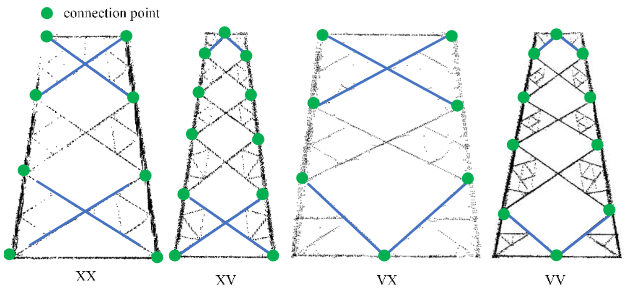 connection point
XX
XV
VX
VV